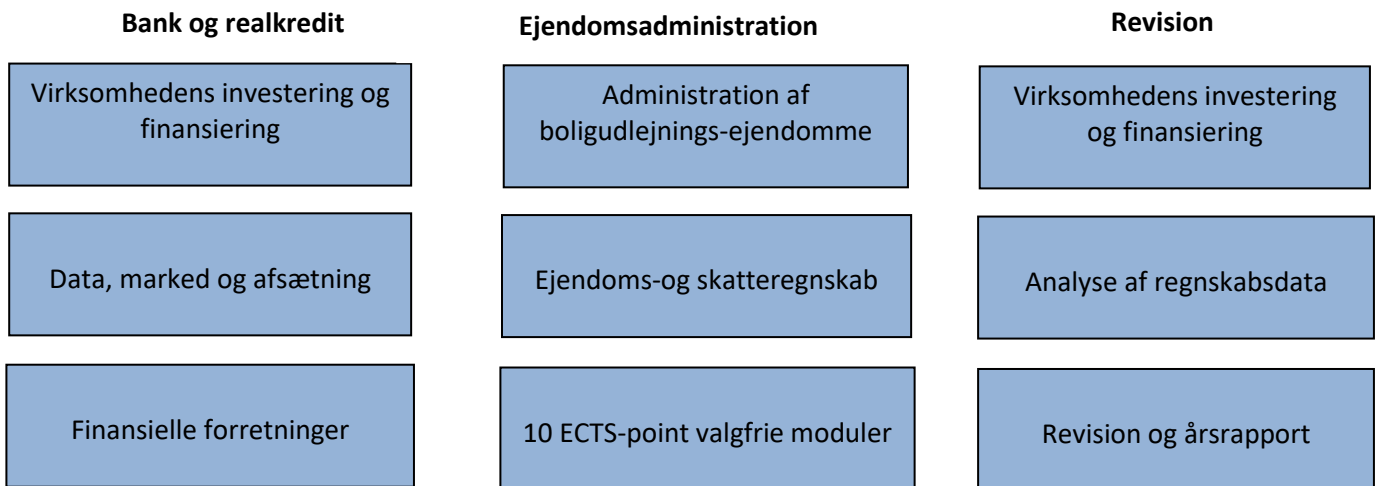 Bank og realkredit
Virksomhedens investering og
finansiering
Data, marked og afsætning
Finansielle forretninger
Ejendomsadministration
Administration af
boligudlejnings-ejendomme
Ejendoms-og skatteregnskab
10 ECTS-point valgfrie moduler
Revision
Virksomhedens investering
og finansiering
Analyse af regnskabsdata
Revision og årsrapport